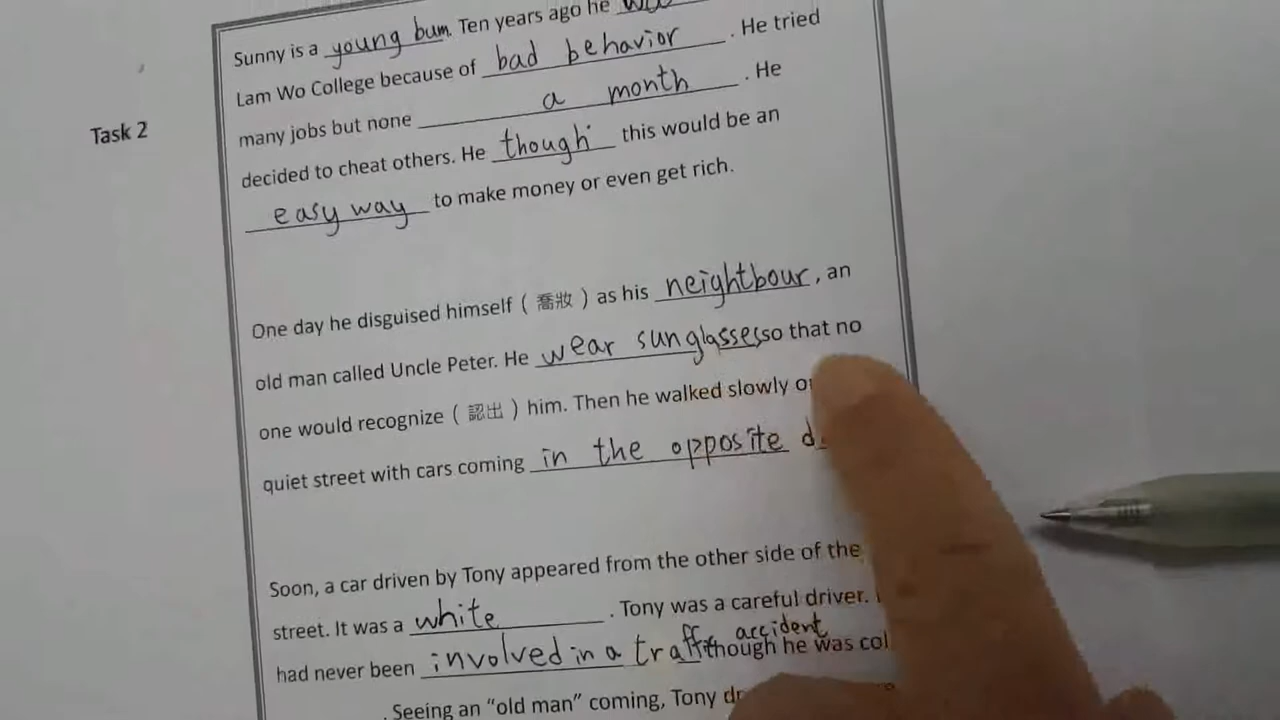 Sunny is a young bum. Ten years ago he
Lam Wo College because of bad behavior. He tried
Task 2
many jobs but none a month. He
decided to cheat others. He though this would be an
easy way to make money or even get rich.
One day he disguised himself (喬妝) as his neightbour, an
old man called Uncle Peter. He wear sunglasses so that no
one would recognize (認出) him. Then he walked slowly
quiet street with cars coming in the opposite
Soon, a car driven by Tony appeared from the other side of the
street. It was a white. Tony was a careful driver.
had never been involved in a traffic accident though he was
. Seeing an “old man” coming, Tony